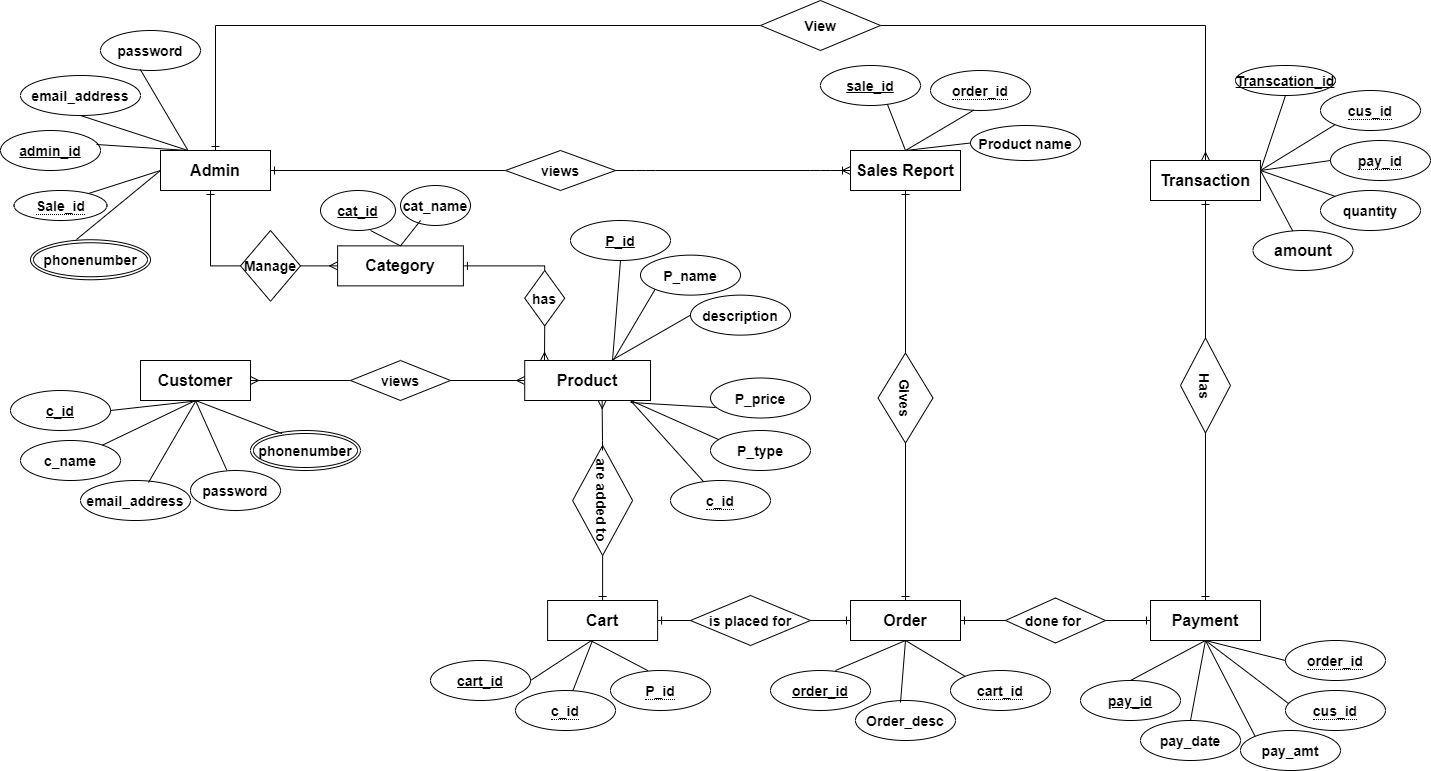 View
password
email_address
admin_id
Sale_id
phonenumber
Admin
views
sale_id
order_id
Product name
Sales Report
Transcation_id
cus_id
pay_id
quantity
amount
Transaction
Manage
cat_id
cat_name
Category
has
P_id
P_name
description
Customer
views
Product
P_price
P_type
c_id
c_id
c_name
email_address
password
phonenumber
are added to
Gives
Has
Cart
is placed for
Order
done for
Payment
cart_id
c_id
P_id
order_id
Order_desc
cart_id
pay_id
pay_date
pay_amt
cus_id
order_id